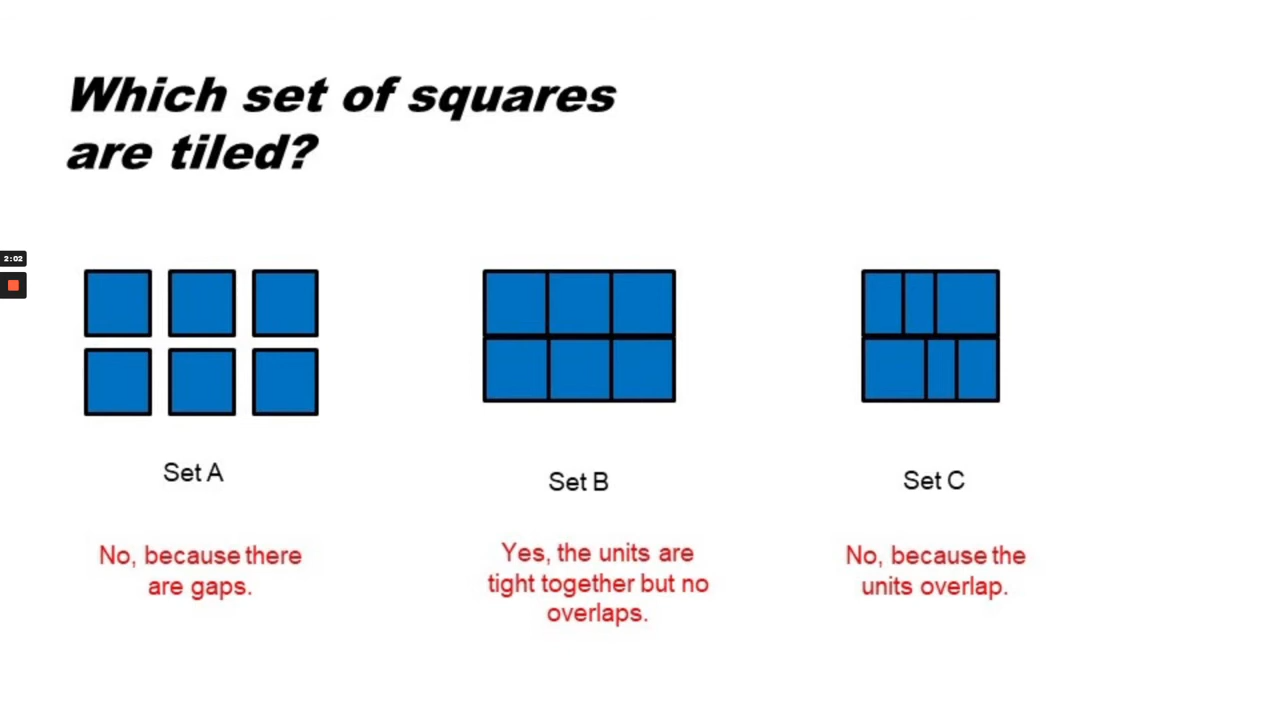 Which set of squares
are tiled?
2:02
Set A
Set B
Set C
No, because there
are gaps.
Yes, the units are
tight together but no
overlaps.
No, because the
units overlap.